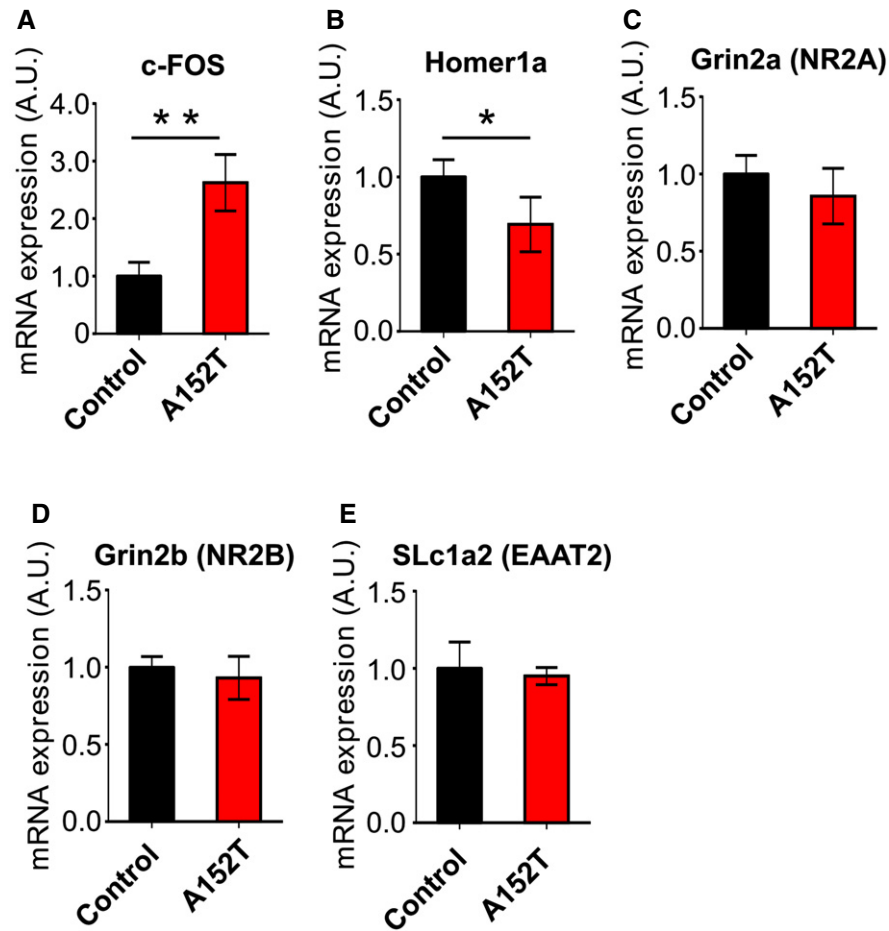 A
c-FOS
mRNA expression (A.U.)
4.0
3.0
2.0
1.0
0
* *
Control
A152T
B
Homer1a
mRNA expression (A.U.)
1.5
1.0
0.5
0.0
*
Control
A152T
C
Grin2a (NR2A)
mRNA expression (A.U.)
1.5
1.0
0.5
0.0
Control
A152T
D
Grin2b (NR2B)
mRNA expression (A.U.)
1.5
1.0
0.5
0.0
Control
A152T
E
SLc1a2 (EAAT2)
mRNA expression (A.U.)
1.5
1.0
0.5
0.0
Control
A152T